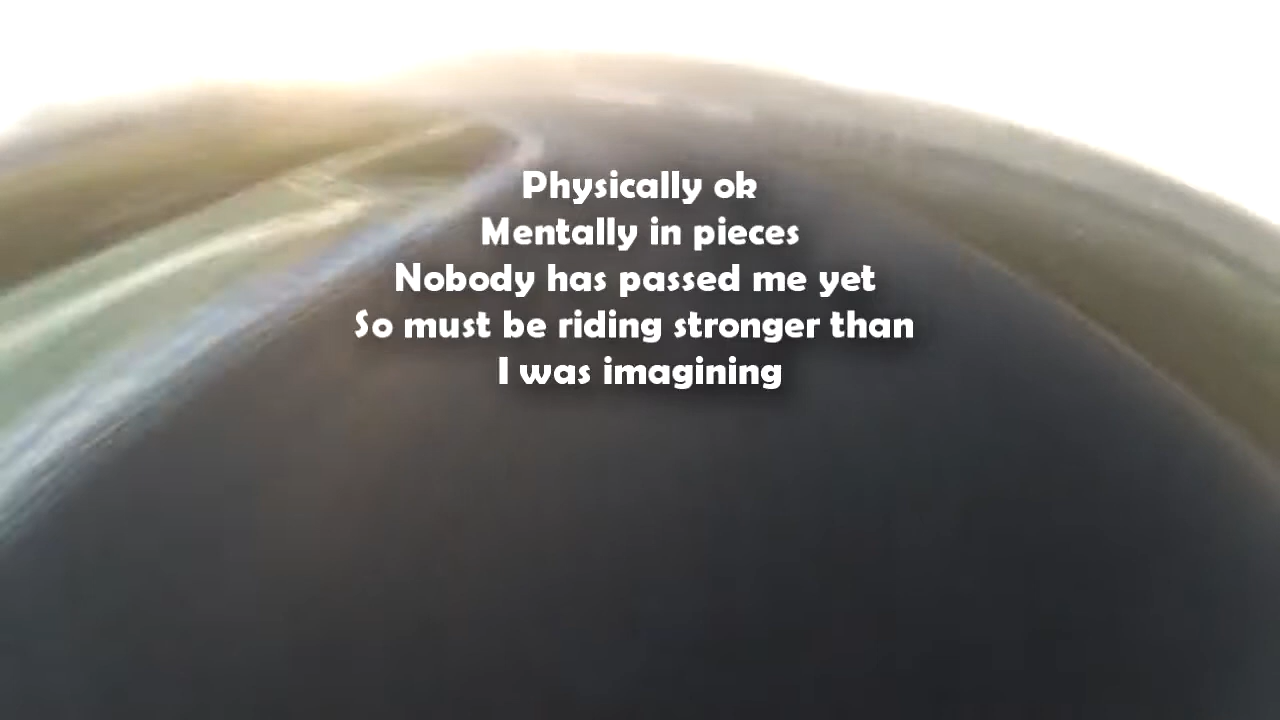 Physically ok
Mentally in pieces
Nobody has passed me yet
So must be riding stronger than
I was imagining